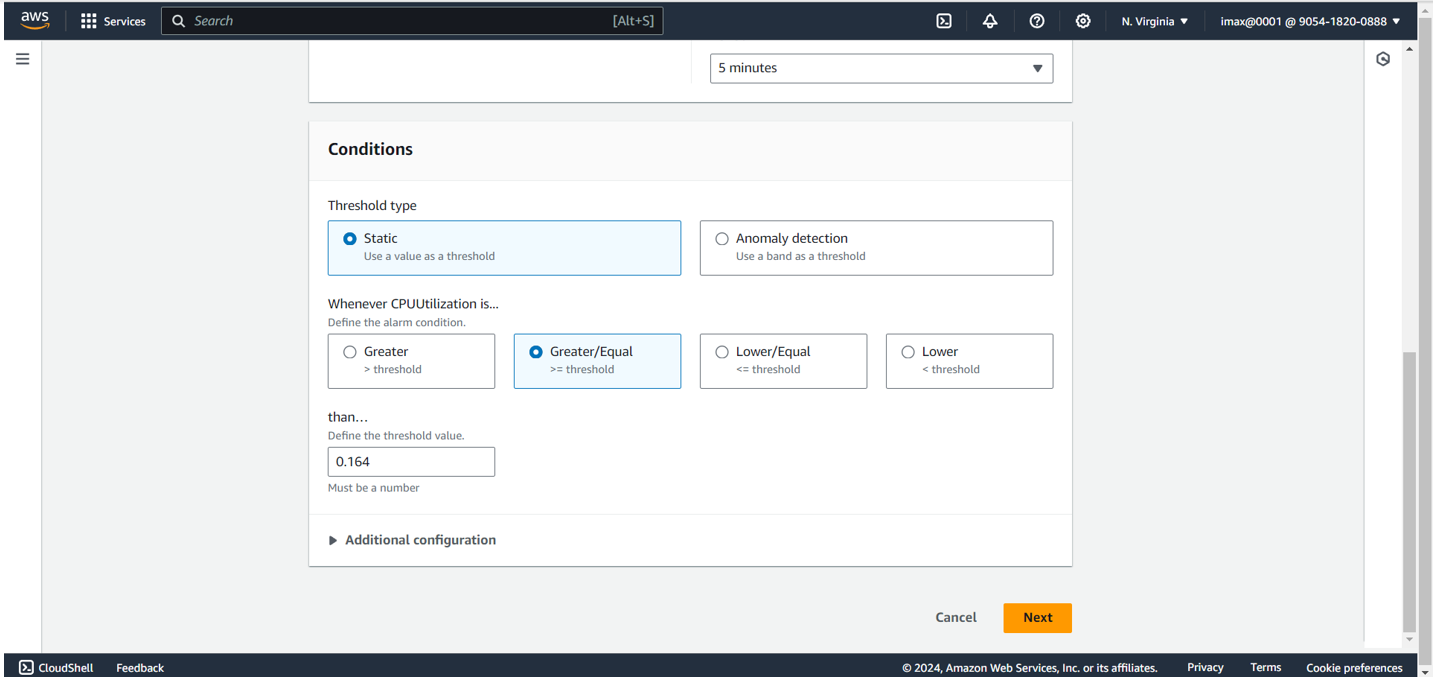 aws Services Search [Alt+S] N. Virginia imax@0001 @ 9054-1820-0888
5 minutes
Conditions
Threshold type
Static
Use a value as a threshold
Anomaly detection
Use a band as a threshold
Whenever CPUUtilization is...
Define the alarm condition.
Greater
> threshold
Greater/Equal
>= threshold
Lower/Equal
<= threshold
Lower
< threshold
than…
Define the threshold value.
0.164
Must be a number
Additional configuration
Cancel Next
CloudShell Feedback © 2024, Amazon Web Services, Inc. or its affiliates. Privacy Terms Cookie preferences